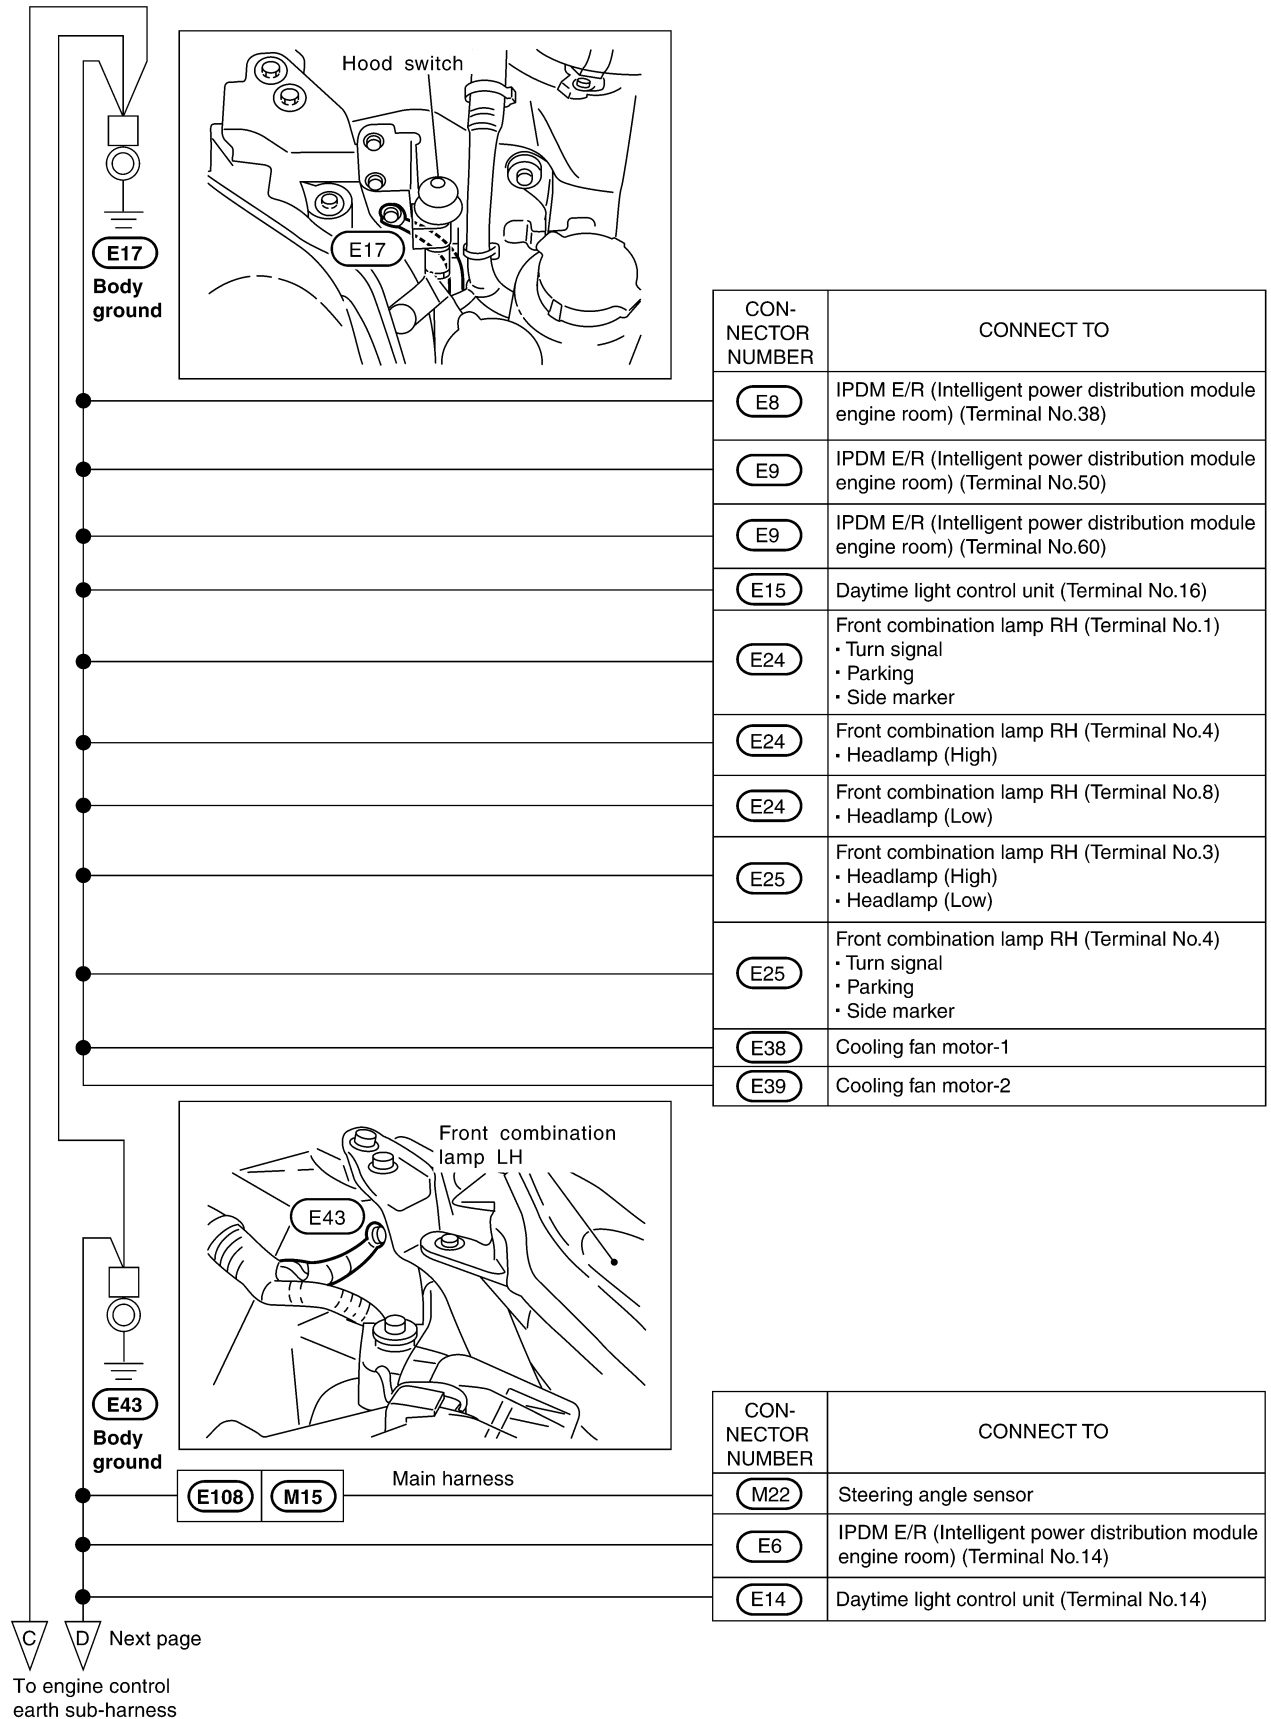 Hood switch
E17
E17
Body
ground
CON-
NECTOR
NUMBER
CONNECT TO
E8
IPDM E/R (Intelligent power distribution module
engine room) (Terminal No.38)
E9
IPDM E/R (Intelligent power distribution module
engine room) (Terminal No.50)
E9
IPDM E/R (Intelligent power distribution module
engine room) (Terminal No.60)
E15
Daytime light control unit (Terminal No.16)
E24
Front combination lamp RH (Terminal No.1)
· Turn signal
· Parking
· Side marker
E24
Front combination lamp RH (Terminal No.4)
· Headlamp (High)
E24
Front combination lamp RH (Terminal No.8)
· Headlamp (Low)
E25
Front combination lamp RH (Terminal No.3)
· Headlamp (High)
· Headlamp (Low)
E25
Front combination lamp RH (Terminal No.4)
· Turn signal
· Parking
· Side marker
E38
Cooling fan motor-1
E39
Cooling fan motor-2
Front combination
lamp LH
E43
E43
Body
ground
CON-
NECTOR
NUMBER
CONNECT TO
E108
M15
Main harness
M22
Steering angle sensor
E6
IPDM E/R (Intelligent power distribution module
engine room) (Terminal No.14)
E14
Daytime light control unit (Terminal No.14)
C
D
Next page
To engine control
earth sub-harness